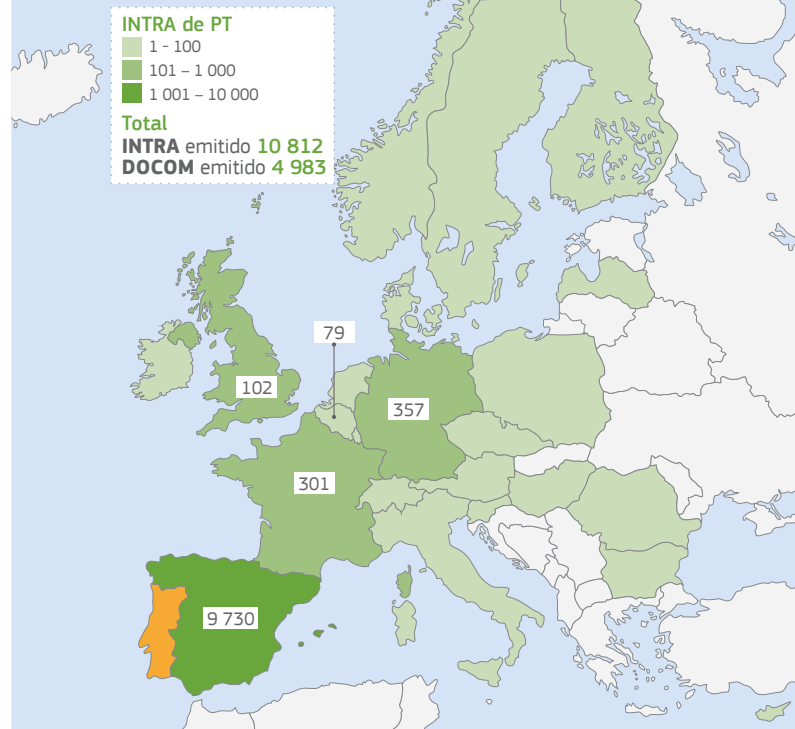 INTRA de PT
1 - 100
101 – 1 000
1 001 – 10 000
Total
INTRA emitido 10 812
DOCOM emitido 4 983
79
102
357
301
9 730